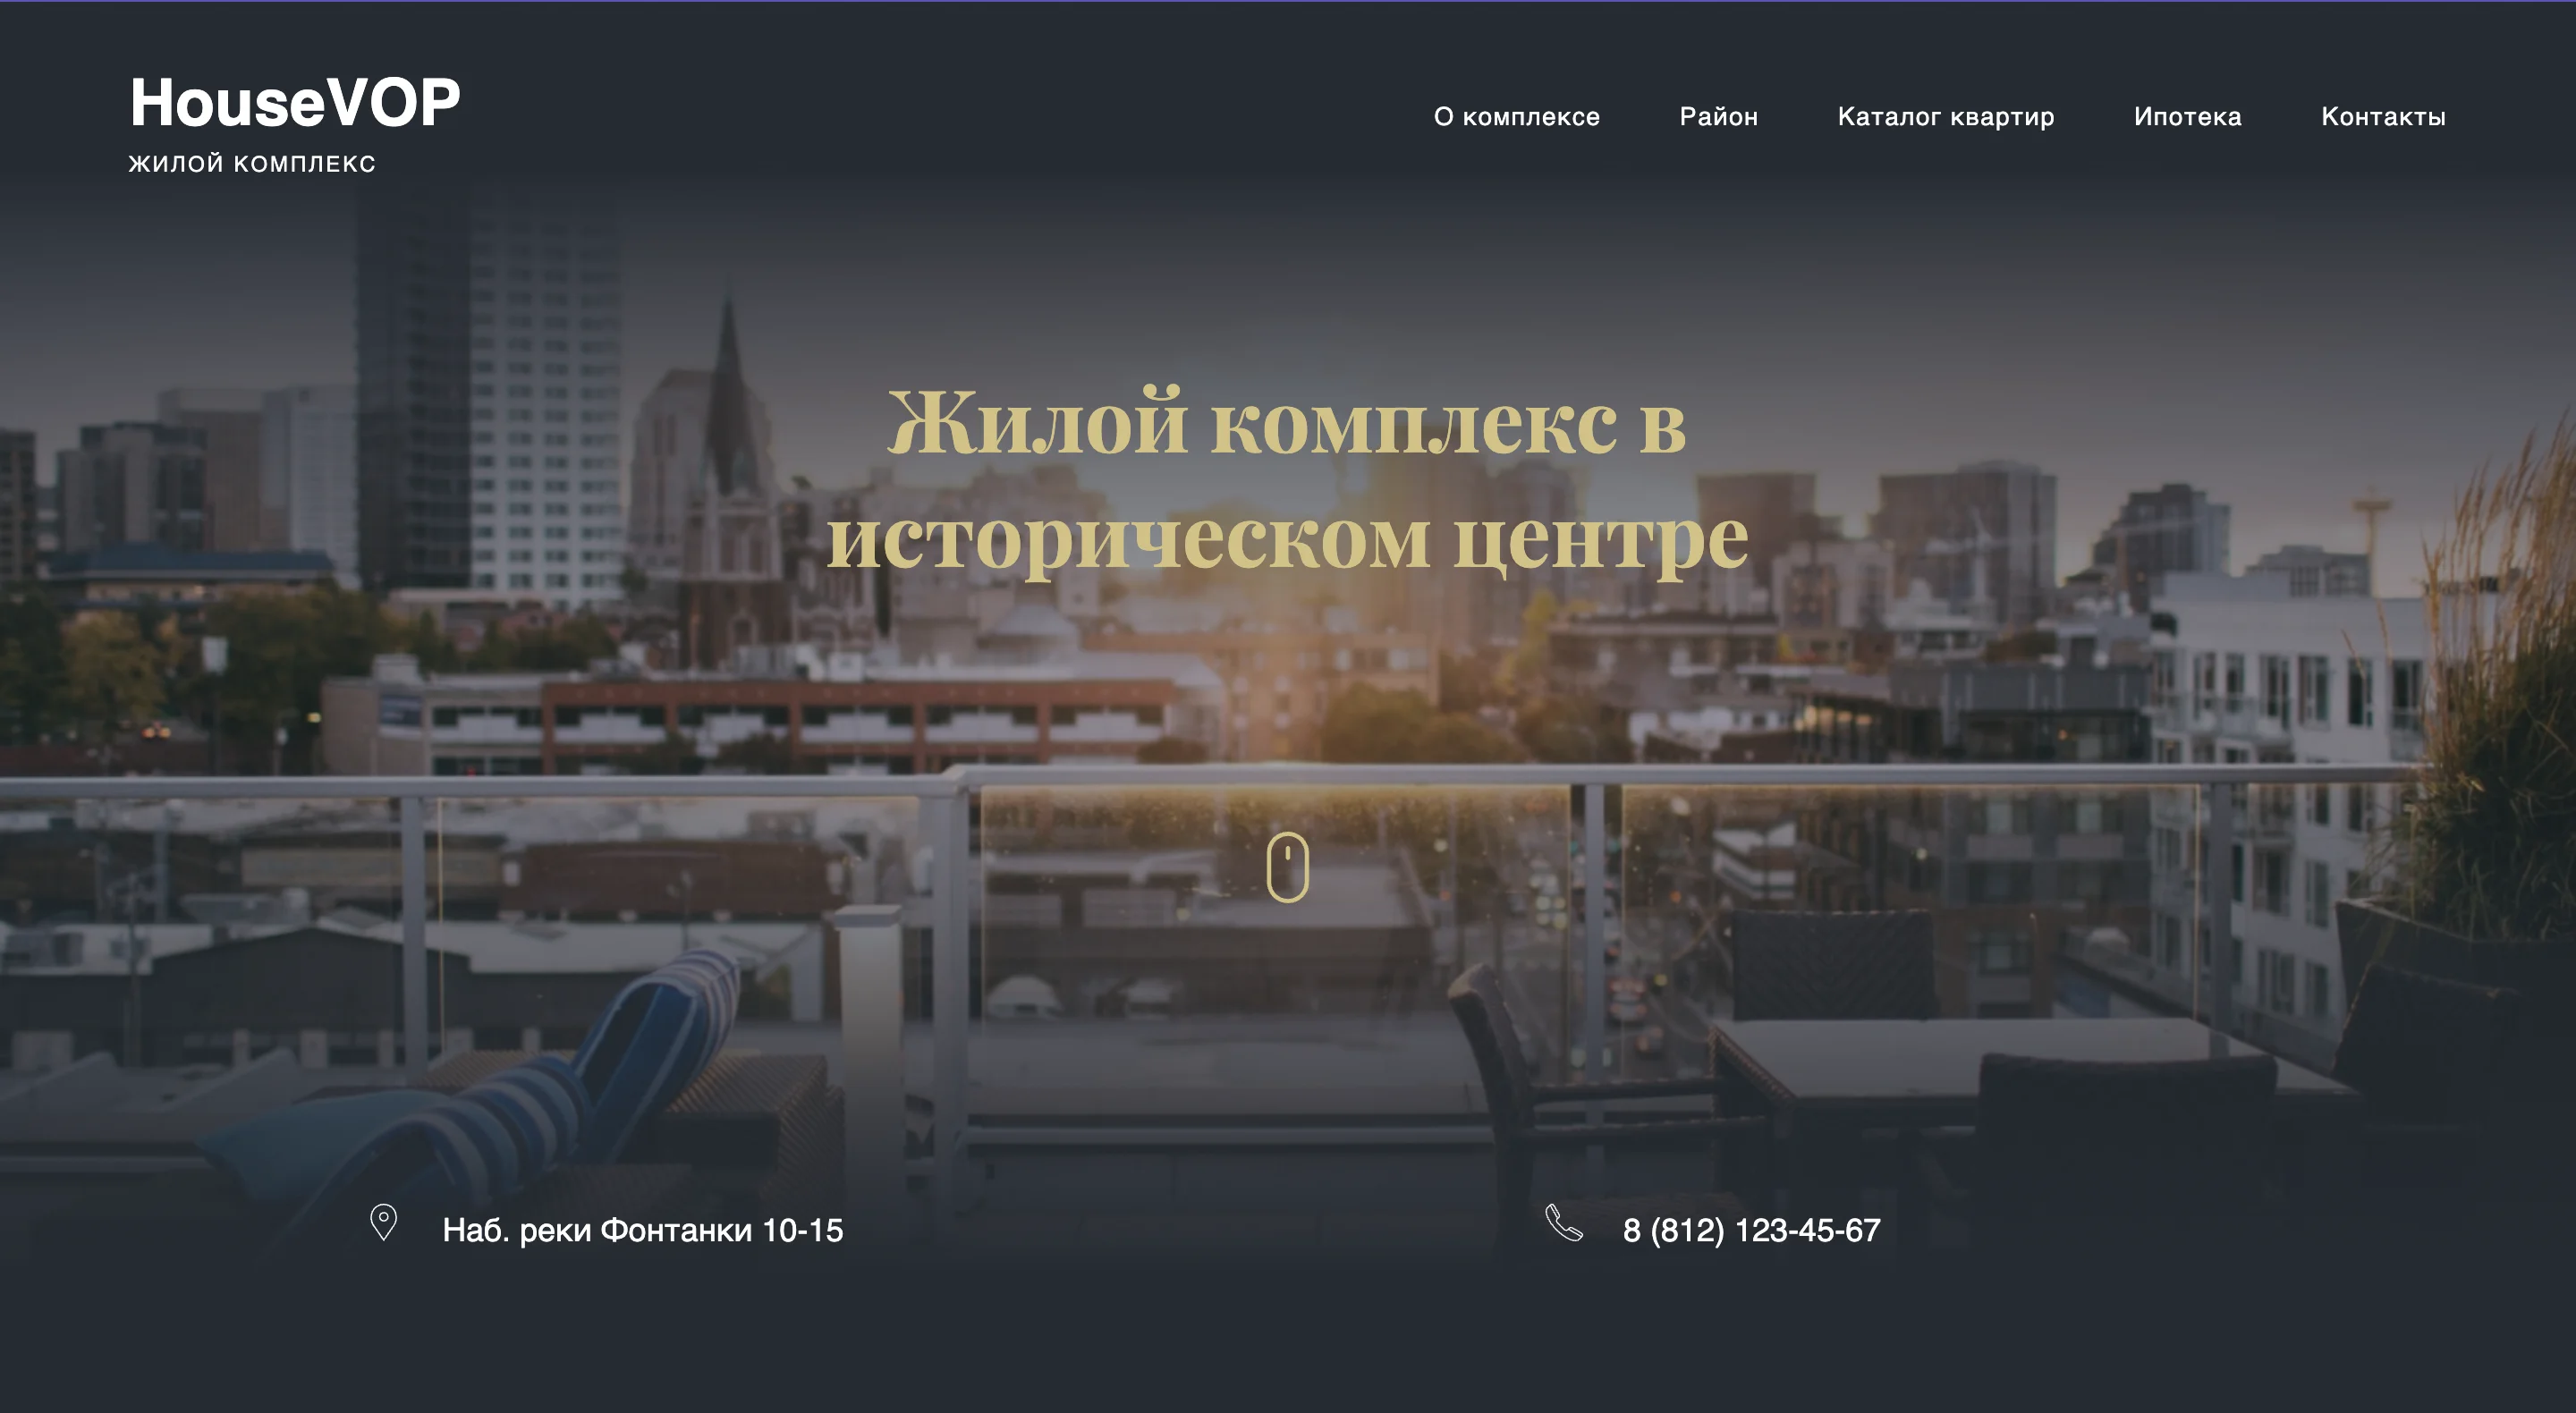 HouseVOP
ЖИЛОЙ КОМПЛЕКС
О комплексе Район Каталог квартир Ипотека Контакты
Жилой комплекс в
историческом центре
Наб. реки Фонтанки 10-15
8 (812) 123-45-67